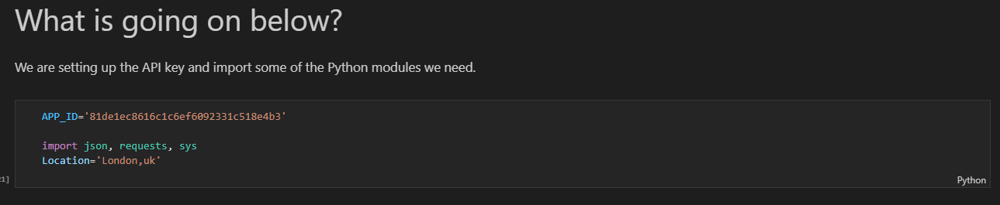 What is going on below?
We are setting up the API key and import some of the Python modules we need.
APP_ID='81de1ec8616c1c6ef6092331c518e4b3'
import json, requests, sys
Location='London,uk'
21]
Python